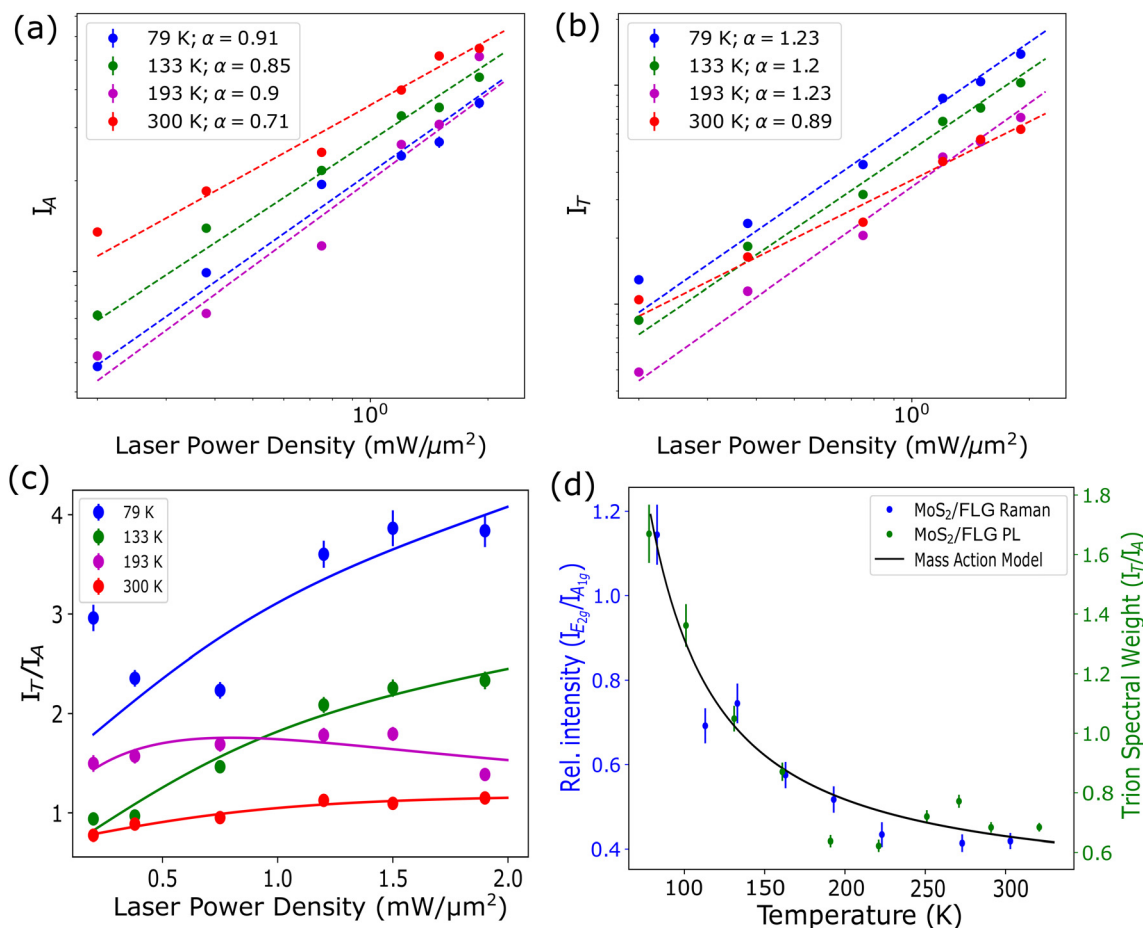 (a)
79 K; α = 0.91
133 K; α = 0.85
193 K; α = 0.9
300 K; α = 0.71
I_A
10⁰
Laser Power Density (mW/μm²)
(b)
79 K; α = 1.23
133 K; α = 1.2
193 K; α = 1.23
300 K; α = 0.89
I_T
10⁰
Laser Power Density (mW/μm²)
(c)
79 K
133 K
193 K
300 K
4
3
2
1
I_T/I_A
0.5 1.0 1.5 2.0
Laser Power Density (mW/μm²)
(d)
MoS₂/FLG Raman
MoS₂/FLG PL
Mass Action Model
1.2
1.0
0.8
0.6
0.4
Rel. intensity (I_E₂g/I_A₁g)
1.8
1.6
1.4
1.2
1.0
0.8
0.6
Trion Spectral Weight (I_T/I_A)
100 150 200 250 300
Temperature (K)